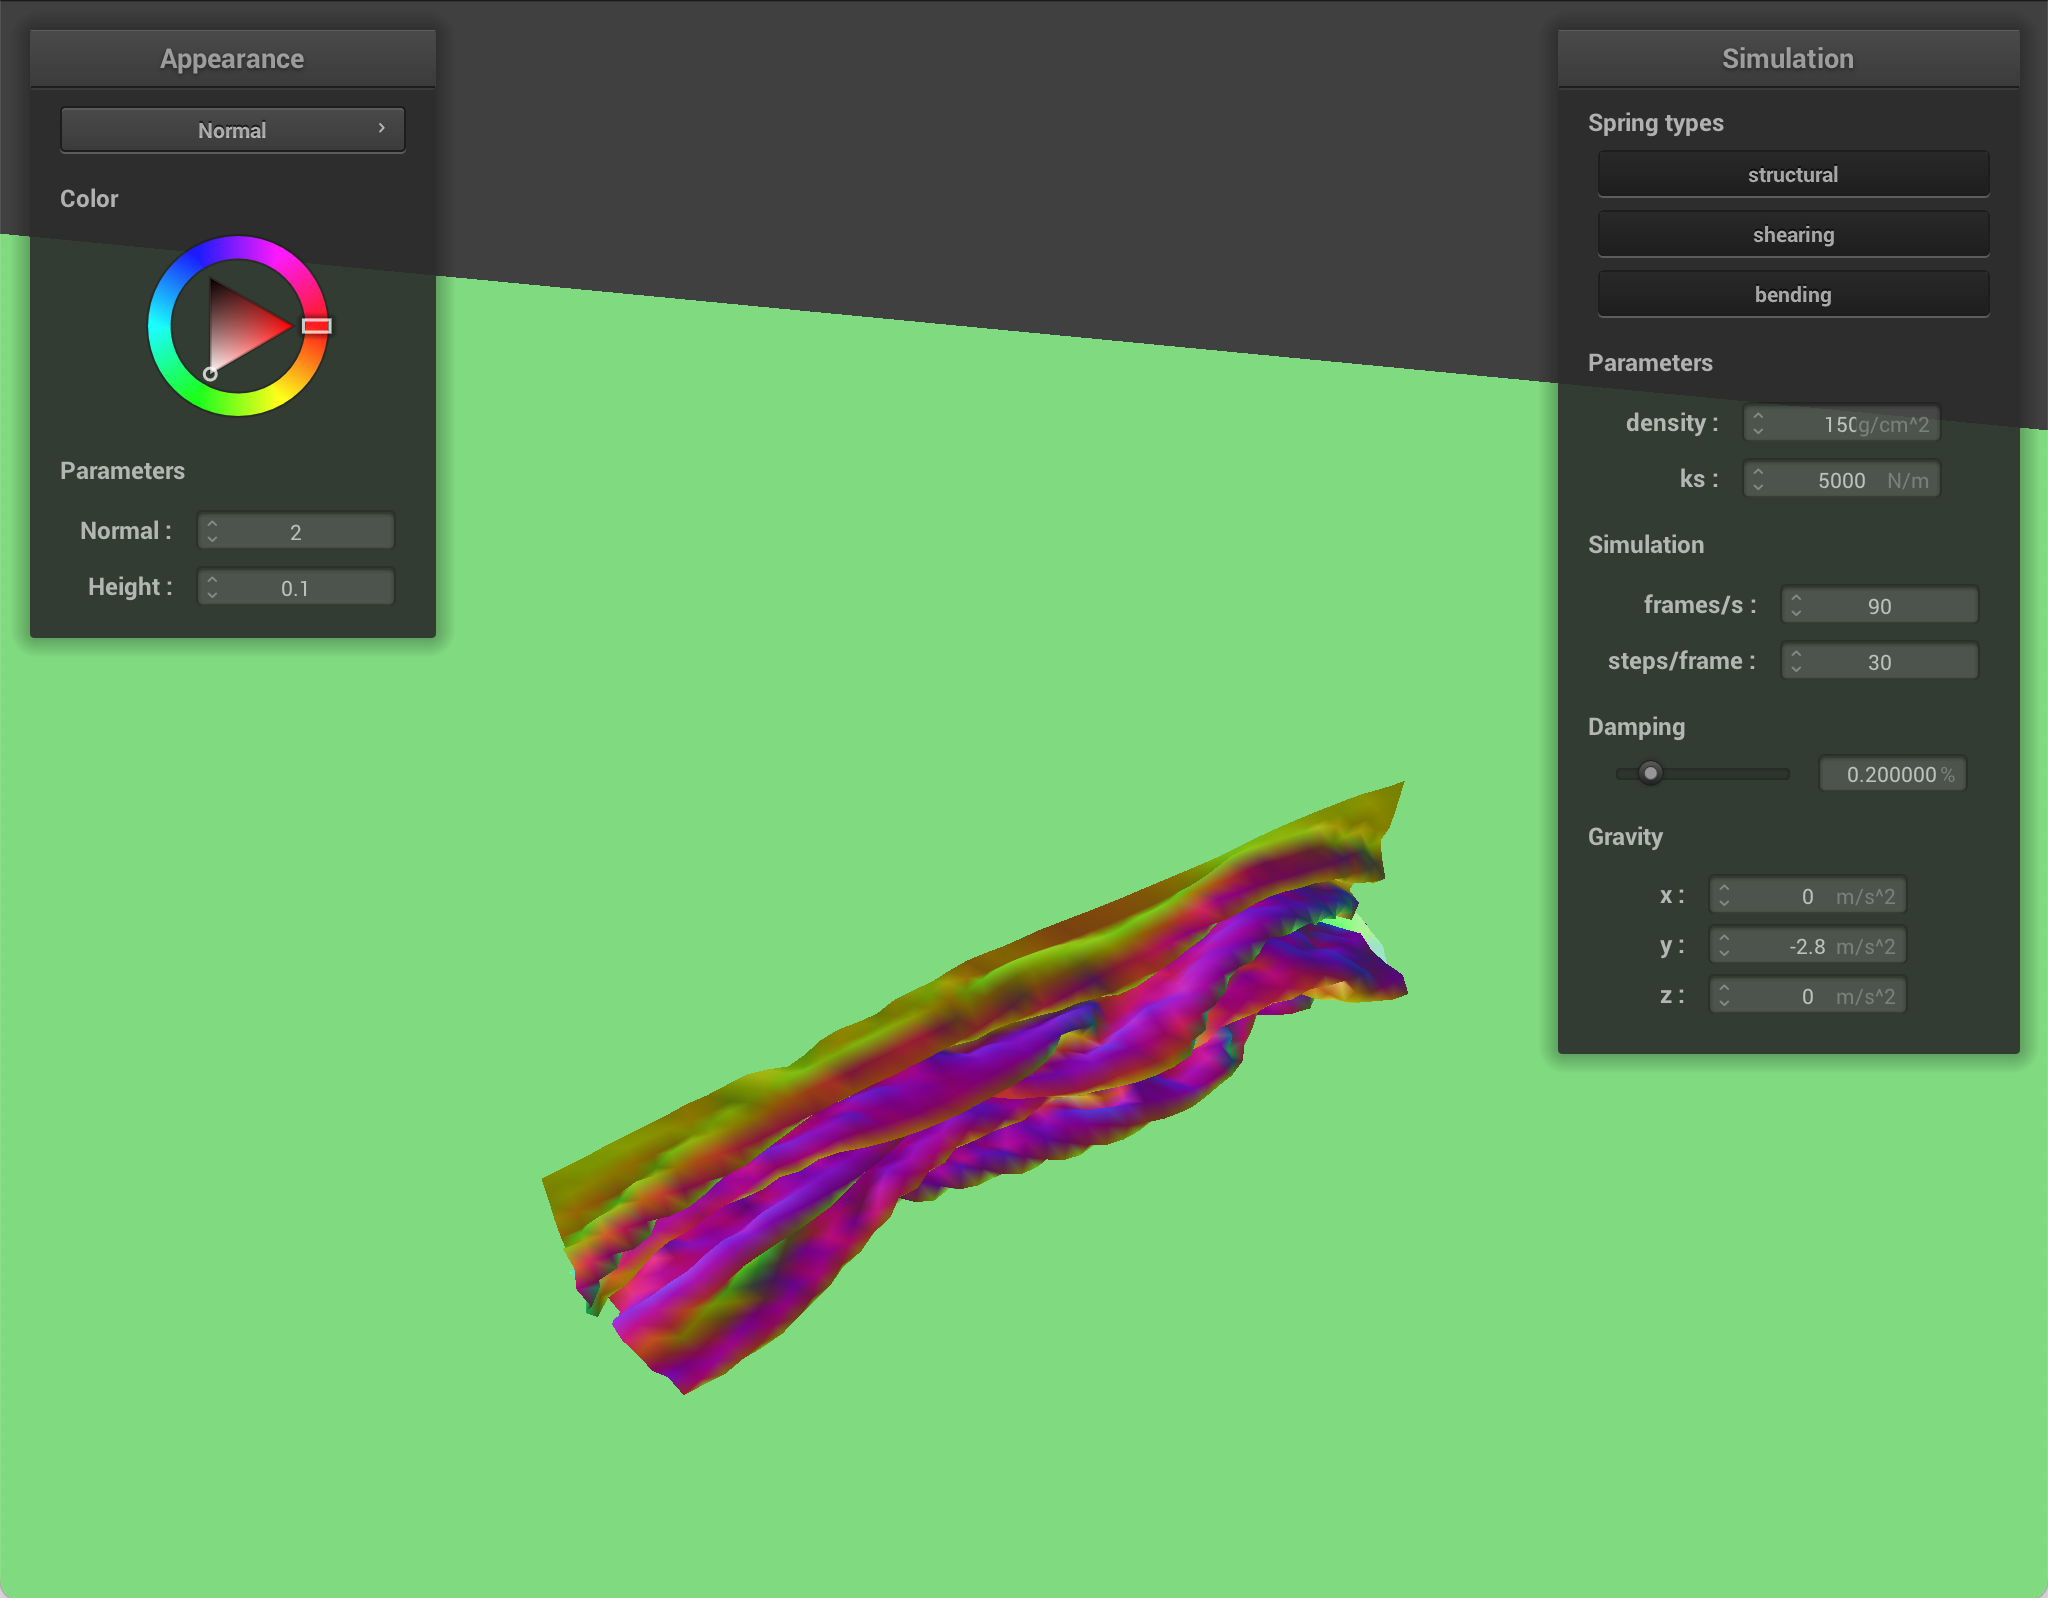 Appearance
Normal
Color
Parameters
Normal : 2
Height : 0.1
Simulation
Spring types
structural
shearing
bending
Parameters
density : g/cm^2
ks : 5000 N/m
Simulation
frames/s : 90
steps/frame : 30
Damping
0.200000 %
Gravity
x : 0 m/s^2
y : -2.8 m/s^2
z : 0 m/s^2